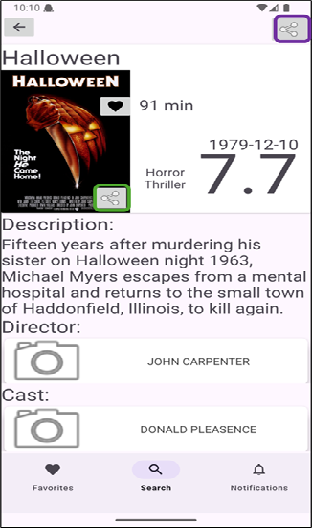 10:10
Halloween
HALLOWEEN
91 min
The
Night He
Came
Home!
1979-12-10
Horror
Thriller
7.7
Description:
Fifteen years after murdering his
sister on Halloween night 1963,
Michael Myers escapes from a mental
hospital and returns to the small town
of Haddonfield, Illinois, to kill again.
Director:
JOHN CARPENTER
Cast:
DONALD PLEASENCE
Favorites
Search
Notifications